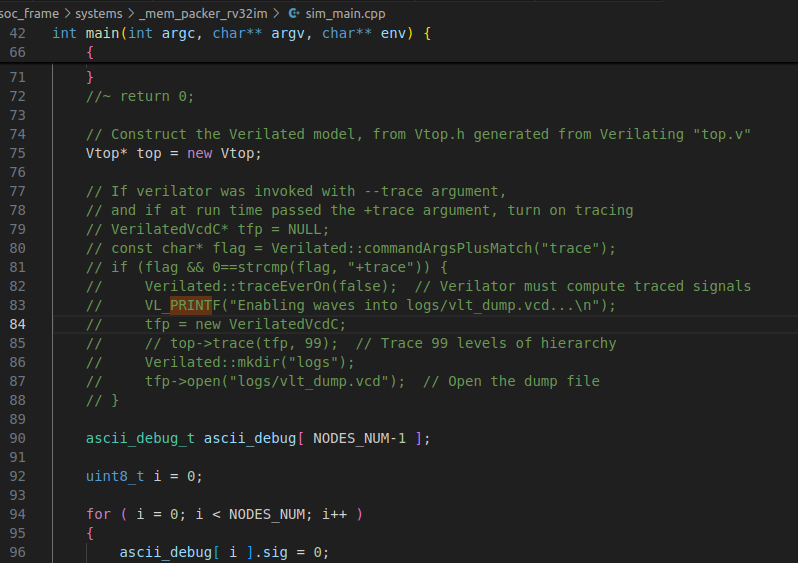 soc_frame > systems > _mem_packer_rv32im > sim_main.cpp
42 int main(int argc, char** argv, char** env) {
66     {
71     }
72     //~ return 0;
73
74     // Construct the Verilated model, from Vtop.h generated from Verilating "top.v"
75     Vtop* top = new Vtop;
76
77     // If verilator was invoked with --trace argument,
78     // and if at run time passed the +trace argument, turn on tracing
79     // VerilatedVcdC* tfp = NULL;
80     // const char* flag = Verilated::commandArgsPlusMatch("trace");
81     // if (flag && 0==strcmp(flag, "+trace")) {
82     //     Verilated::traceEverOn(false);  // Verilator must compute traced signals
83     //     VL_PRINTF("Enabling waves into logs/vlt_dump.vcd...\n");
84     //     tfp = new VerilatedVcdC;
85     //     // top->trace(tfp, 99);  // Trace 99 levels of hierarchy
86     //     Verilated::mkdir("logs");
87     //     tfp->open("logs/vlt_dump.vcd");  // Open the dump file
88     // }
89
90     ascii_debug_t ascii_debug[ NODES_NUM-1 ];
91
92     uint8_t i = 0;
93
94     for ( i = 0; i < NODES_NUM; i++ )
95     {
96         ascii_debug[ i ].sig = 0;